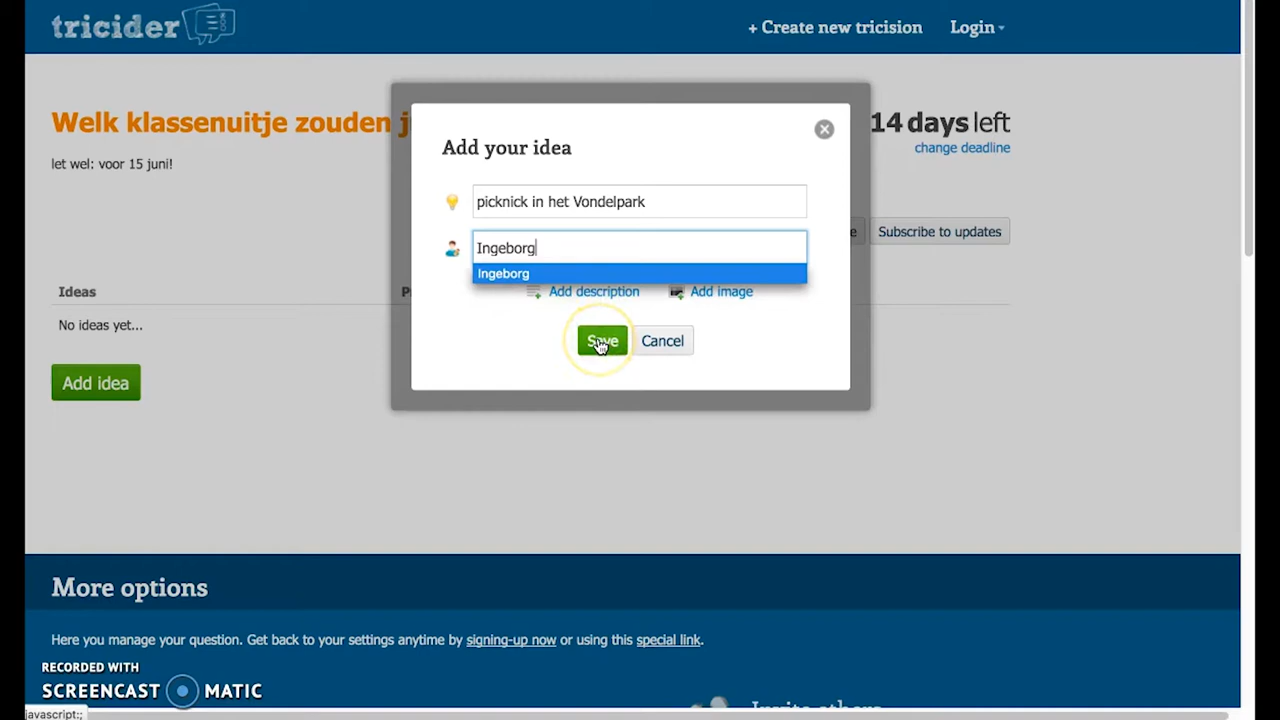 tricider
+ Create new tricision
Login
Welk klassenuitje zouden
14 days left
change deadline
let wel: voor 15 juni!
Add your idea
picknick in het Vondelpark
Ingeborg
Ingeborg
Subscribe to updates
Ideas
Add description
Add image
No ideas yet...
Save
Cancel
Add idea
More options
Here you manage your question. Get back to your settings anytime by signing-up now or using this special link.
RECORDED WITH
SCREENCAST MATIC
javascript:;